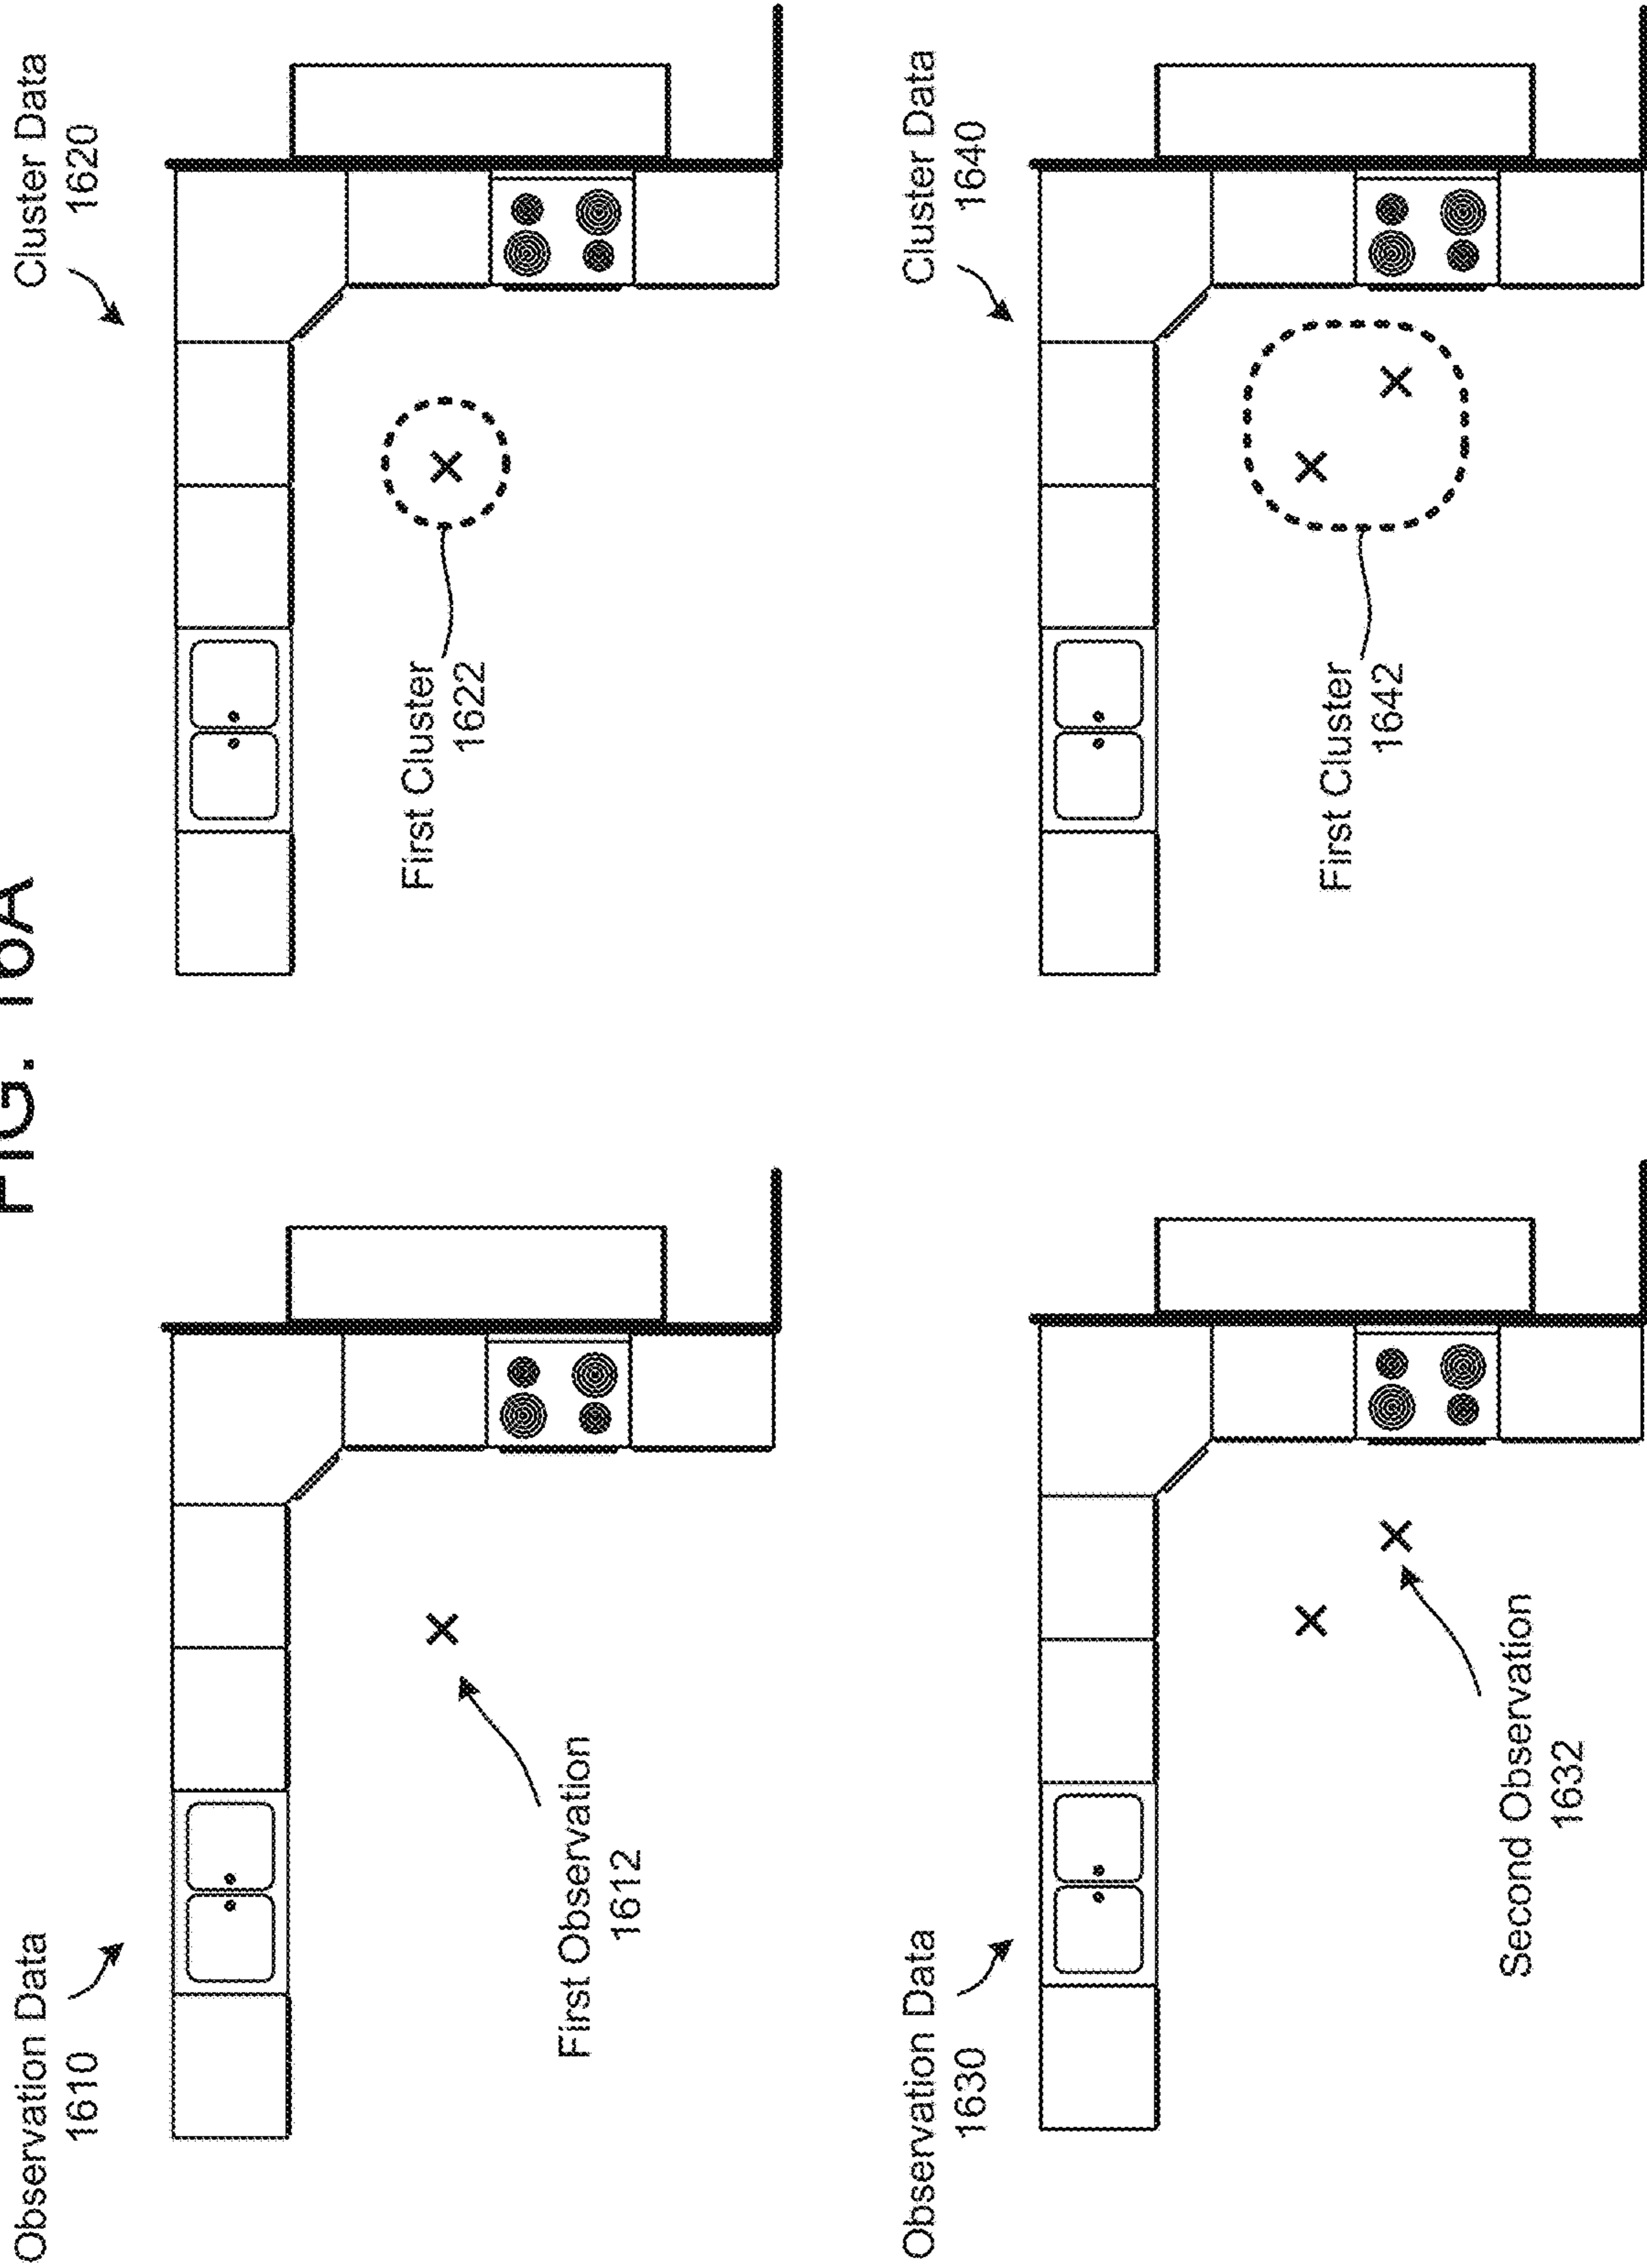 FIG. 16A
Observation Data
1610
First Observation
1612
Cluster Data
1620
First Cluster
1622
Observation Data
1630
Second Observation
1632
Cluster Data
1640
First Cluster
1642